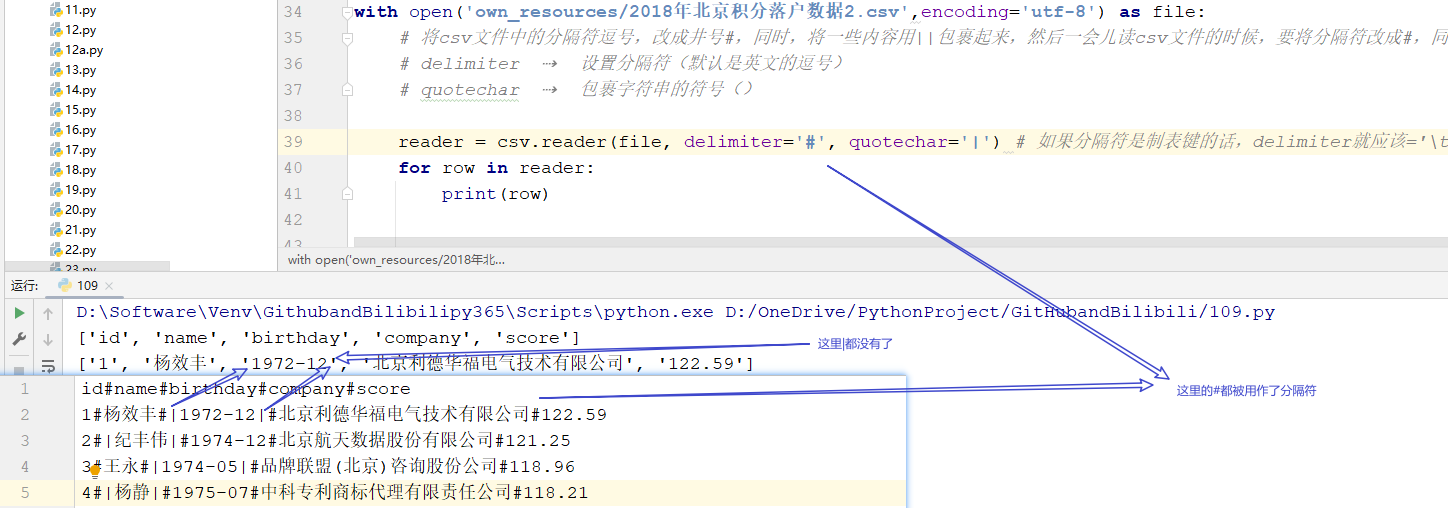 11.py
12.py
12a.py
13.py
14.py
15.py
16.py
17.py
18.py
19.py
20.py
21.py
22.py
23.py
34 with open('own_resources/2018年北京积分落户数据2.csv',encoding='utf-8') as file:
35 # 将csv文件中的分隔符逗号，改成井号#，同时，将一些内容用||包裹起来，然后一会儿读csv文件的时候，要将分隔符改成#，同
36 # delimiter ⇢ 设置分隔符（默认是英文的逗号）
37 # quotechar ⇢ 包裹字符串的符号（）
38
39 reader = csv.reader(file, delimiter='#', quotechar='|') # 如果分隔符是制表键的话，delimiter就应该='\t
40 for row in reader:
41 print(row)
42
43
with open('own_resources/2018年北...
运行: 109
D:\Software\Venv\GithubandBilibilipy365\Scripts\python.exe D:/OneDrive/PythonProject/GitHubandBilibili/109.py
['id', 'name', 'birthday', 'company', 'score']
['1', '杨效丰', '1972-12', '北京利德华福电气技术有限公司', '122.59']
这里|都没有了
这里的#都被用作了分隔符
1 id#name#birthday#company#score
2 1#杨效丰#|1972-12|#北京利德华福电气技术有限公司#122.59
3 2#|纪丰伟|#1974-12#北京航天数据股份有限公司#121.25
4 3#王永#|1974-05|#品牌联盟(北京)咨询股份公司#118.96
5 4#|杨静|#1975-07#中科专利商标代理有限责任公司#118.21